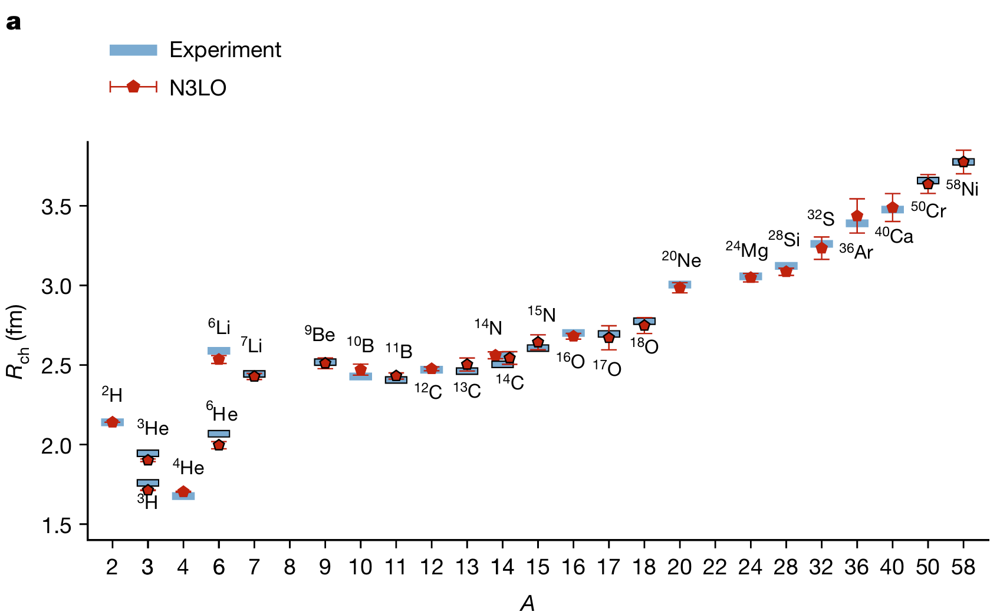 a
Experiment
N3LO
R_ch (fm)
3.5
3.0
2.5
2.0
1.5
²H
³He
³H
⁴He
⁶Li
⁶He
⁷Li
⁹Be
¹⁰B
¹¹B
¹²C
¹³C
¹⁴N
¹⁴C
¹⁵N
¹⁶O
¹⁷O
¹⁸O
²⁰Ne
²⁴Mg
²⁸Si
³²S
³⁶Ar
⁴⁰Ca
⁵⁰Cr
⁵⁸Ni
2 3 4 6 7 8 9 10 11 12 13 14 15 16 17 18 20 22 24 28 32 36 40 50 58
A